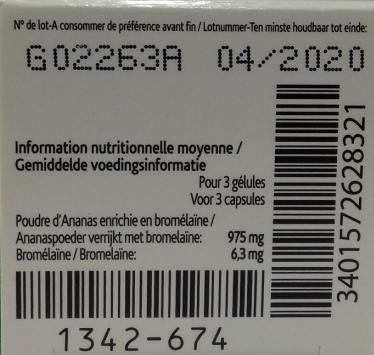 N° de lot-A consommer de préférence avant fin / Lotnummer-Ten minste houdbaar tot einde:
G02263A 04/2020
Information nutritionnelle moyenne /
Gemiddelde voedingsinformatie
Pour 3 gélules
Voor 3 capsules
Poudre d'Ananas enrichie en bromélaïne /
Ananaspoeder verrijkt met bromelaïne: 975 mg
Bromélaïne / Bromelaïne: 6,3 mg
3401572628321
1342-674